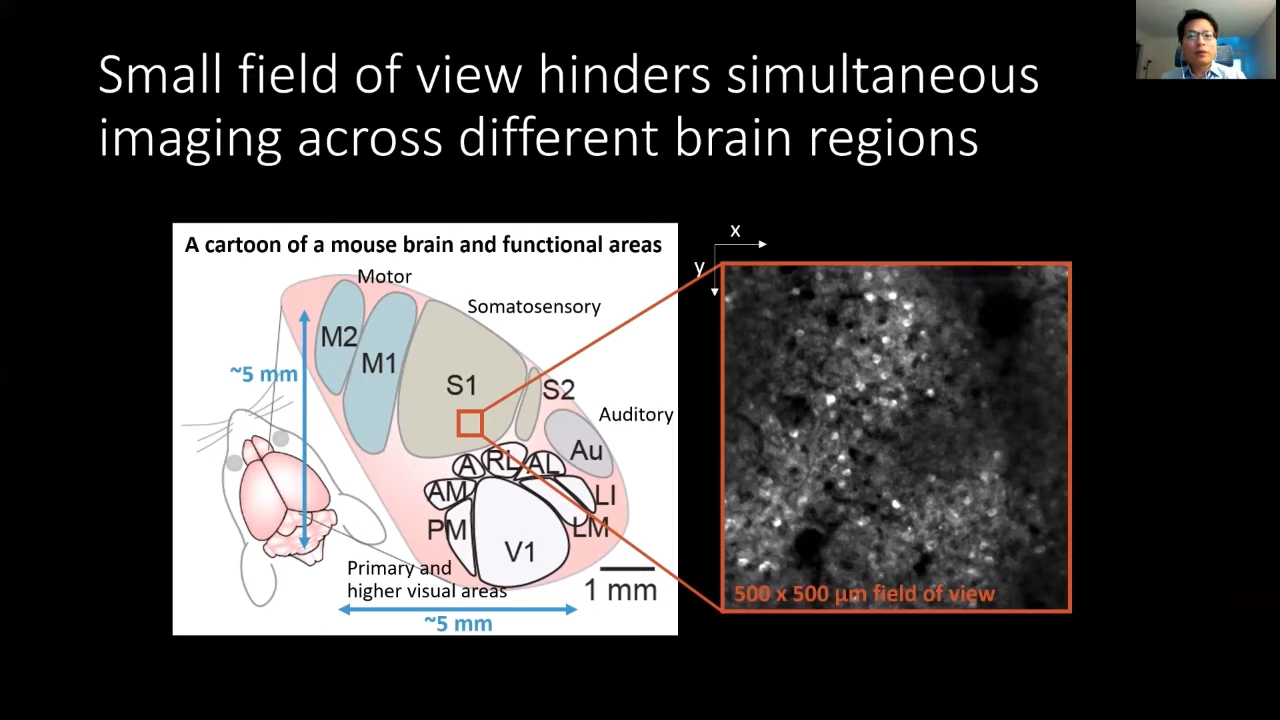 Small field of view hinders simultaneous
imaging across different brain regions
A cartoon of a mouse brain and functional areas
Motor
Somatosensory
M2
M1
~5 mm
S1
S2
Auditory
Au
A
RL
AL
AM
LI
PM
LM
V1
Primary and
higher visual areas
1 mm
~5 mm
x
y
500 x 500 µm field of view